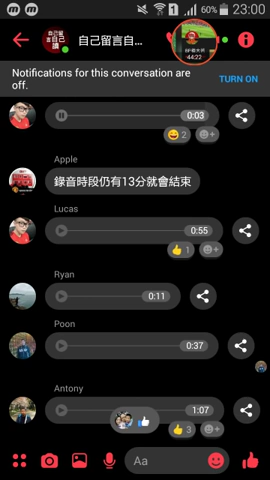 23:00
60%
1
自己留言自...
44:22
Notifications for this conversation are
off.
TURN ON
0:03
2
Apple
錄音時段仍有13分就會結束
Lucas
0:55
1
Ryan
0:11
Poon
0:37
Antony
1:07
3
Aa